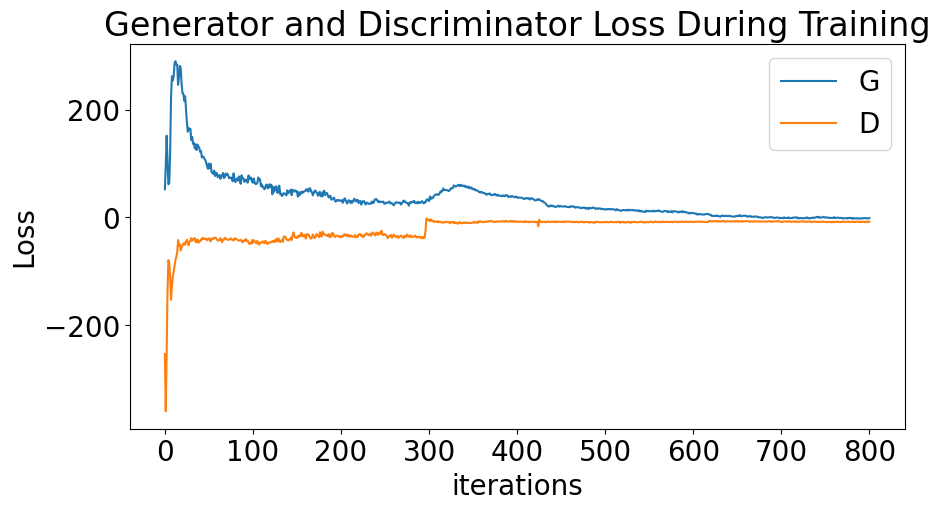 Generator and Discriminator Loss During Training
G
D
200
0
−200
Loss
0 100 200 300 400 500 600 700 800
iterations